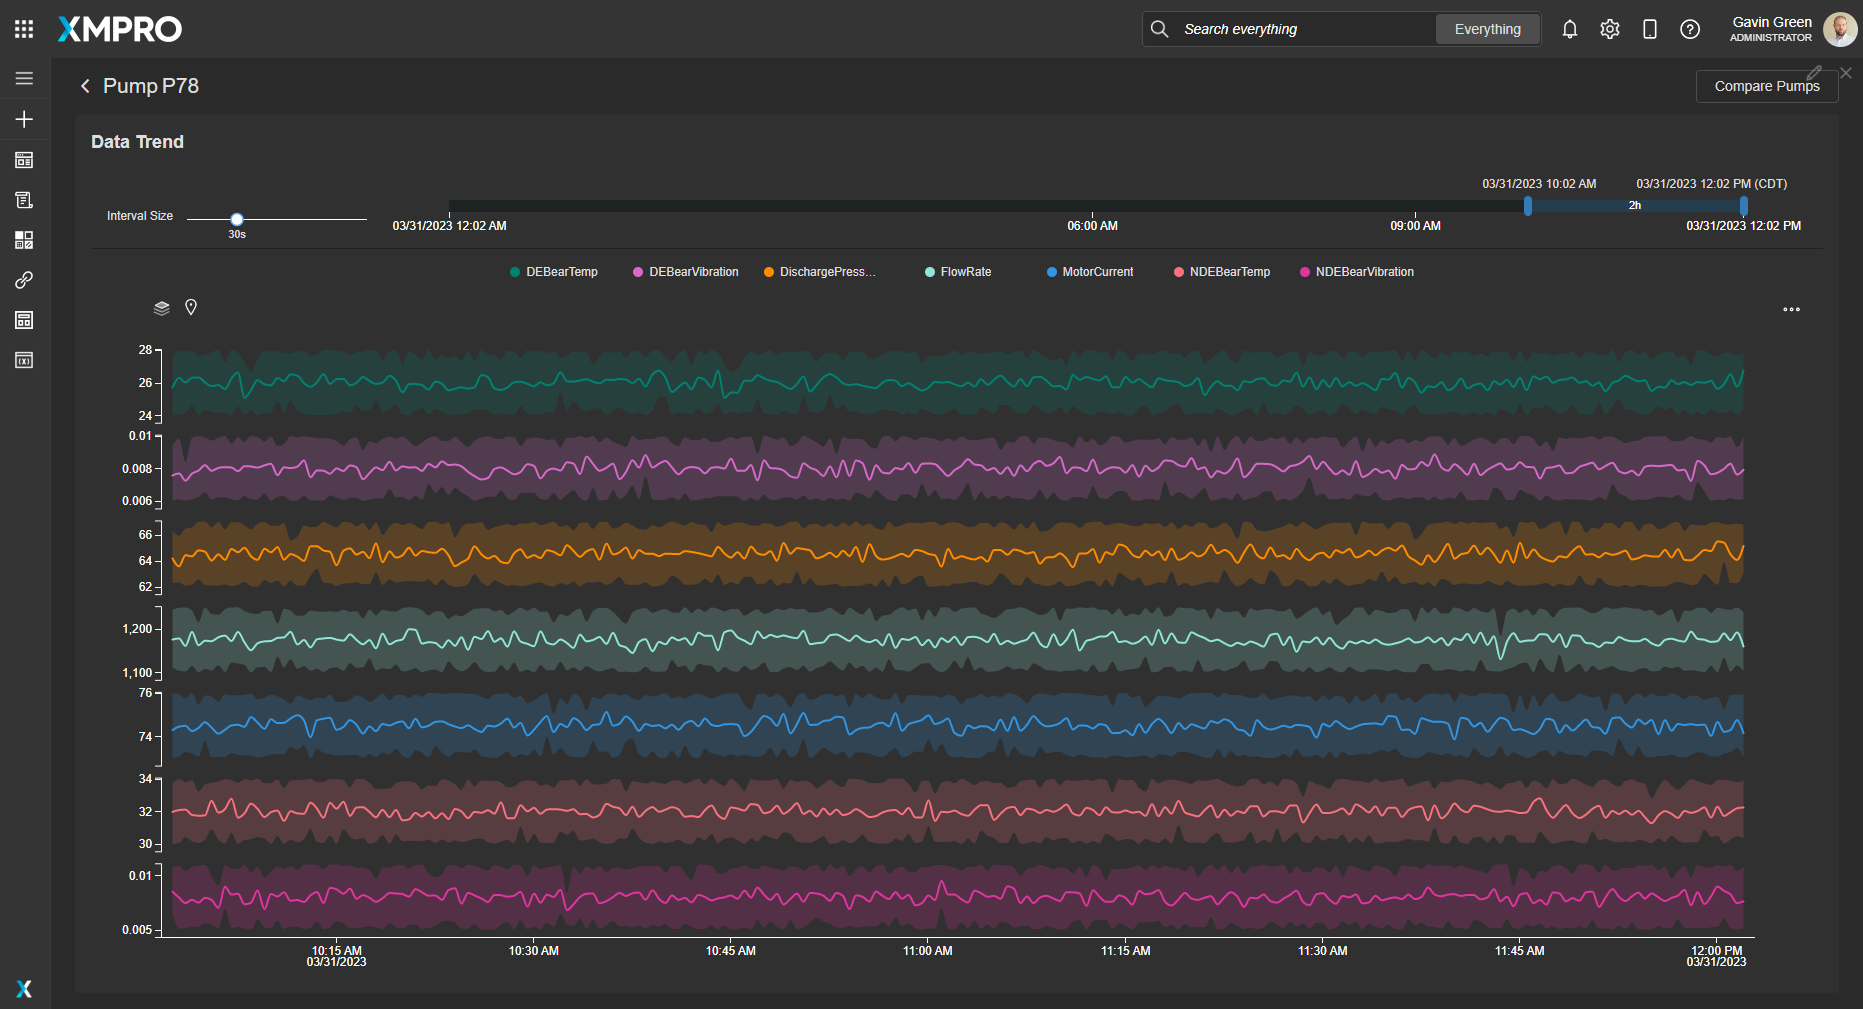 XMPRO
Search everything
Everything
Gavin Green
ADMINISTRATOR
Pump P78
Compare Pumps
Data Trend
03/31/2023 10:02 AM
03/31/2023 12:02 PM (CDT)
Interval Size
30s
2h
03/31/2023 12:02 AM
06:00 AM
09:00 AM
03/31/2023 12:02 PM
DEBearTemp
DEBearVibration
DischargePress...
FlowRate
MotorCurrent
NDEBearTemp
NDEBearVibration
28
26
24
0.01
0.008
0.006
66
64
62
1,200
1,100
76
74
34
32
30
0.01
0.005
10:15 AM
03/31/2023
10:30 AM
10:45 AM
11:00 AM
11:15 AM
11:30 AM
11:45 AM
12:00 PM
03/31/2023